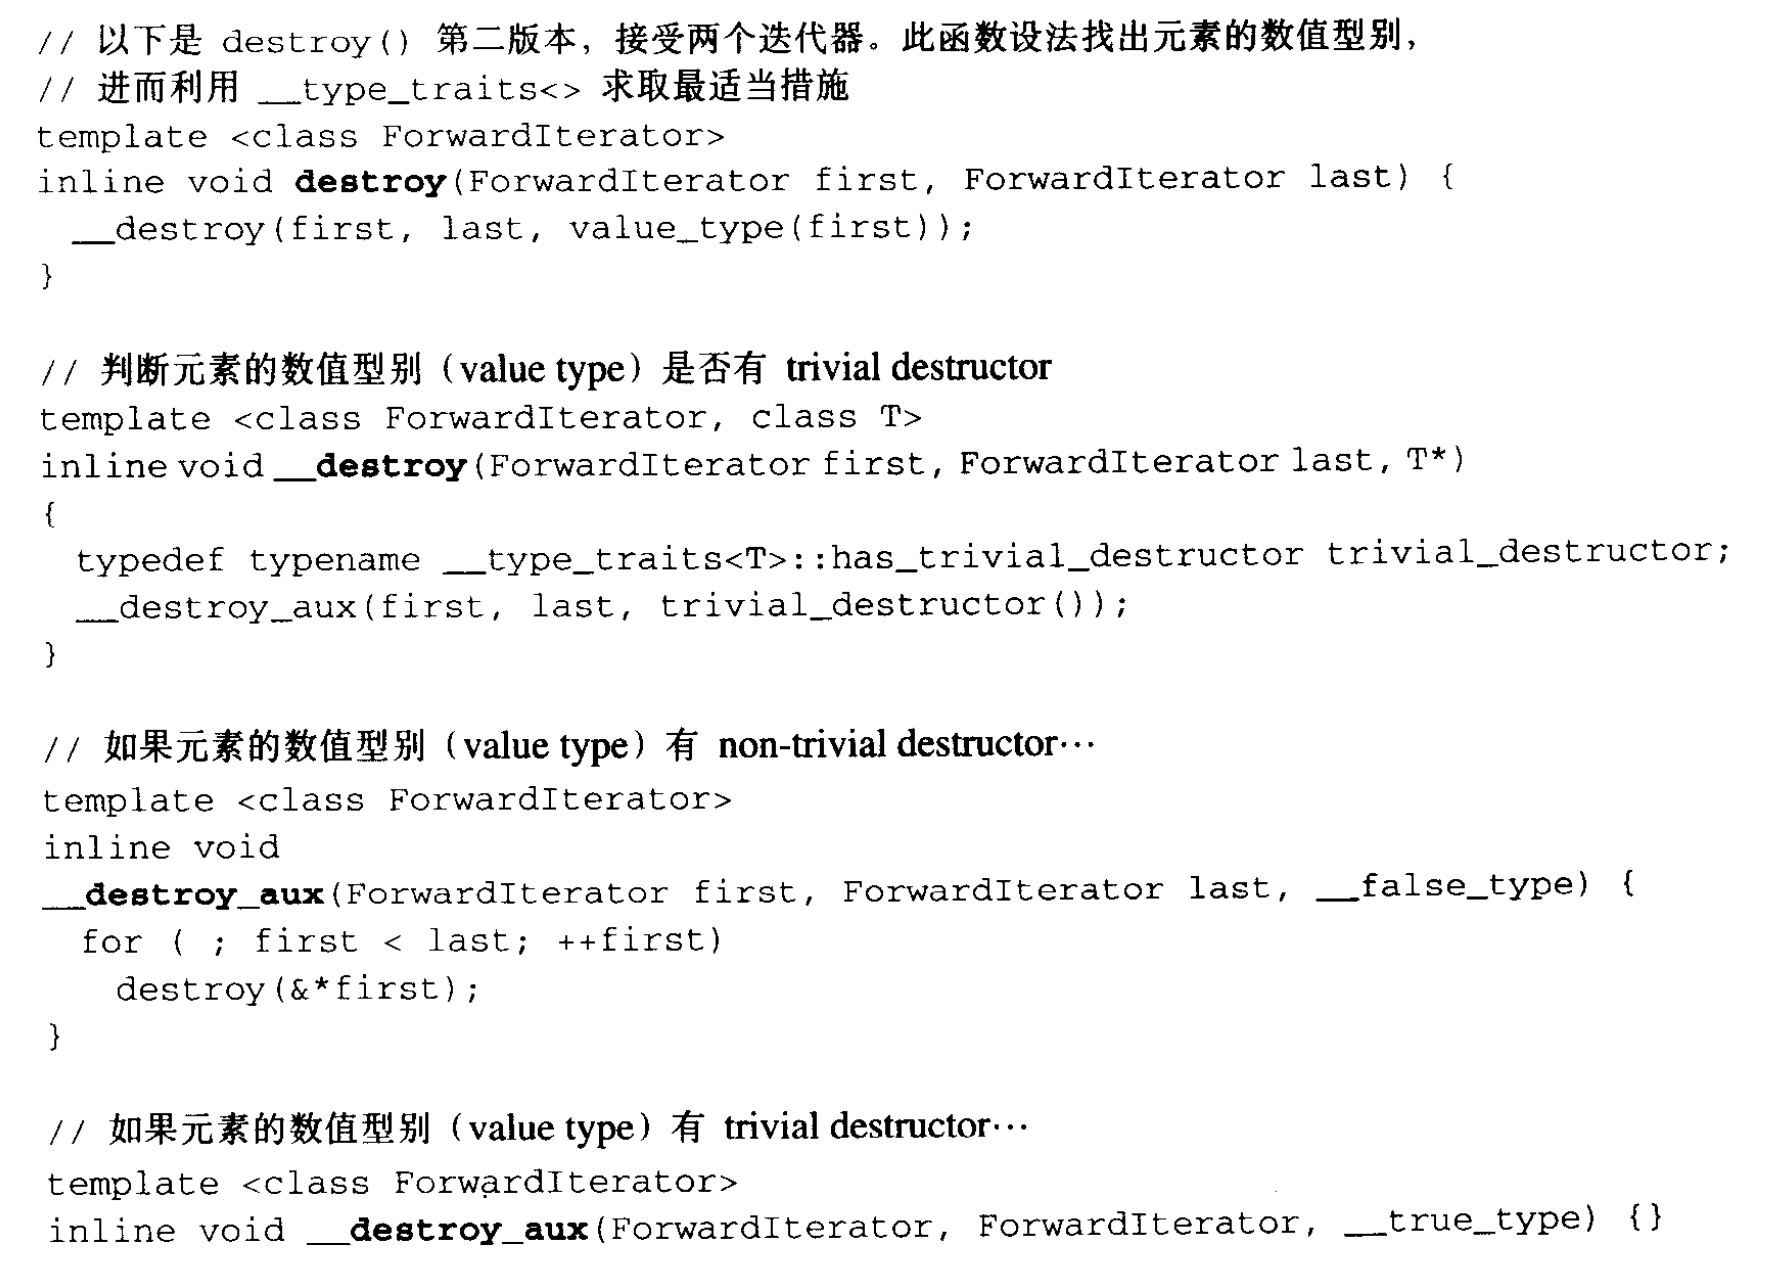 // 以下是 destroy() 第二版本，接受两个迭代器。此函数设法找出元素的数值型别，
// 进而利用 __type_traits<> 求取最适当措施
template <class ForwardIterator>
inline void destroy(ForwardIterator first, ForwardIterator last) {
  __destroy(first, last, value_type(first));
}
// 判断元素的数值型别（value type）是否有 trivial destructor
template <class ForwardIterator, class T>
inline void __destroy(ForwardIterator first, ForwardIterator last, T*)
{
  typedef typename __type_traits<T>::has_trivial_destructor trivial_destructor;
  __destroy_aux(first, last, trivial_destructor());
}
// 如果元素的数值型别（value type）有 non-trivial destructor…
template <class ForwardIterator>
inline void
__destroy_aux(ForwardIterator first, ForwardIterator last, __false_type) {
  for ( ; first < last; ++first)
    destroy(&*first);
}
// 如果元素的数值型别（value type）有 trivial destructor…
template <class ForwardIterator>
inline void __destroy_aux(ForwardIterator, ForwardIterator, __true_type) {}